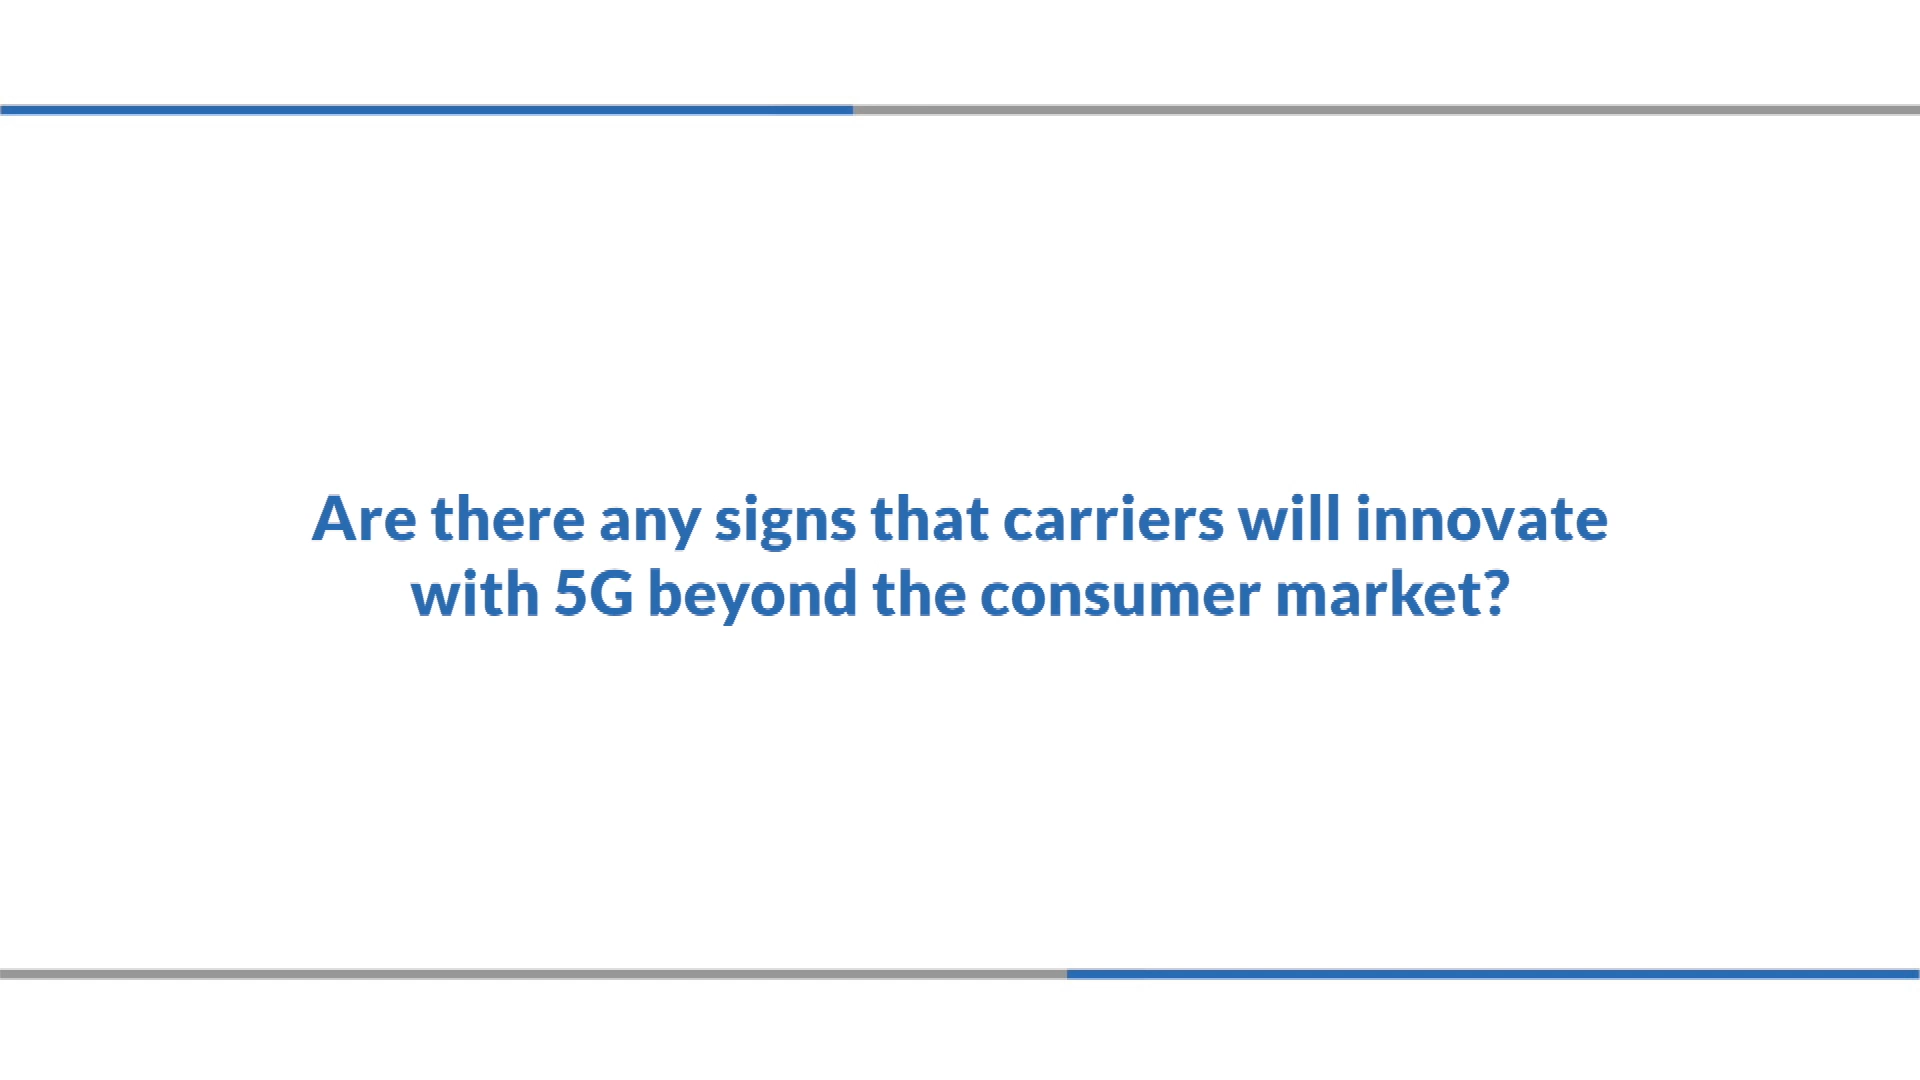 Are there any signs that carriers will innovate
with 5G beyond the consumer market?